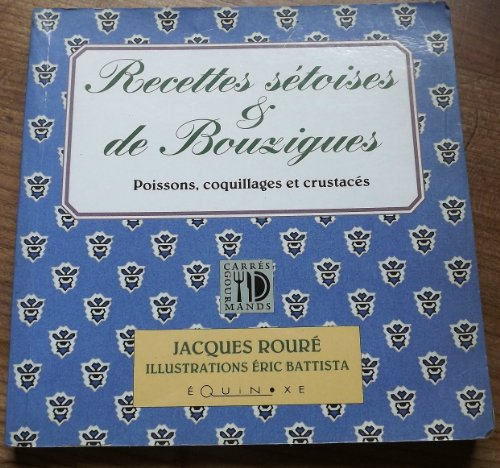 Recettes sétoises
&
de Bouzigues
Poissons, coquillages et crustacés
CARRÉS
GOURMANDS
JACQUES ROURÉ
ILLUSTRATIONS ÉRIC BATTISTA
ÉQUINOXE